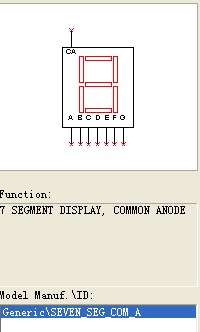 CA
A B C D E F G
Function:
7 SEGMENT DISPLAY, COMMON ANODE
Model Manuf.\ID:
Generic\SEVEN_SEG_COM_A